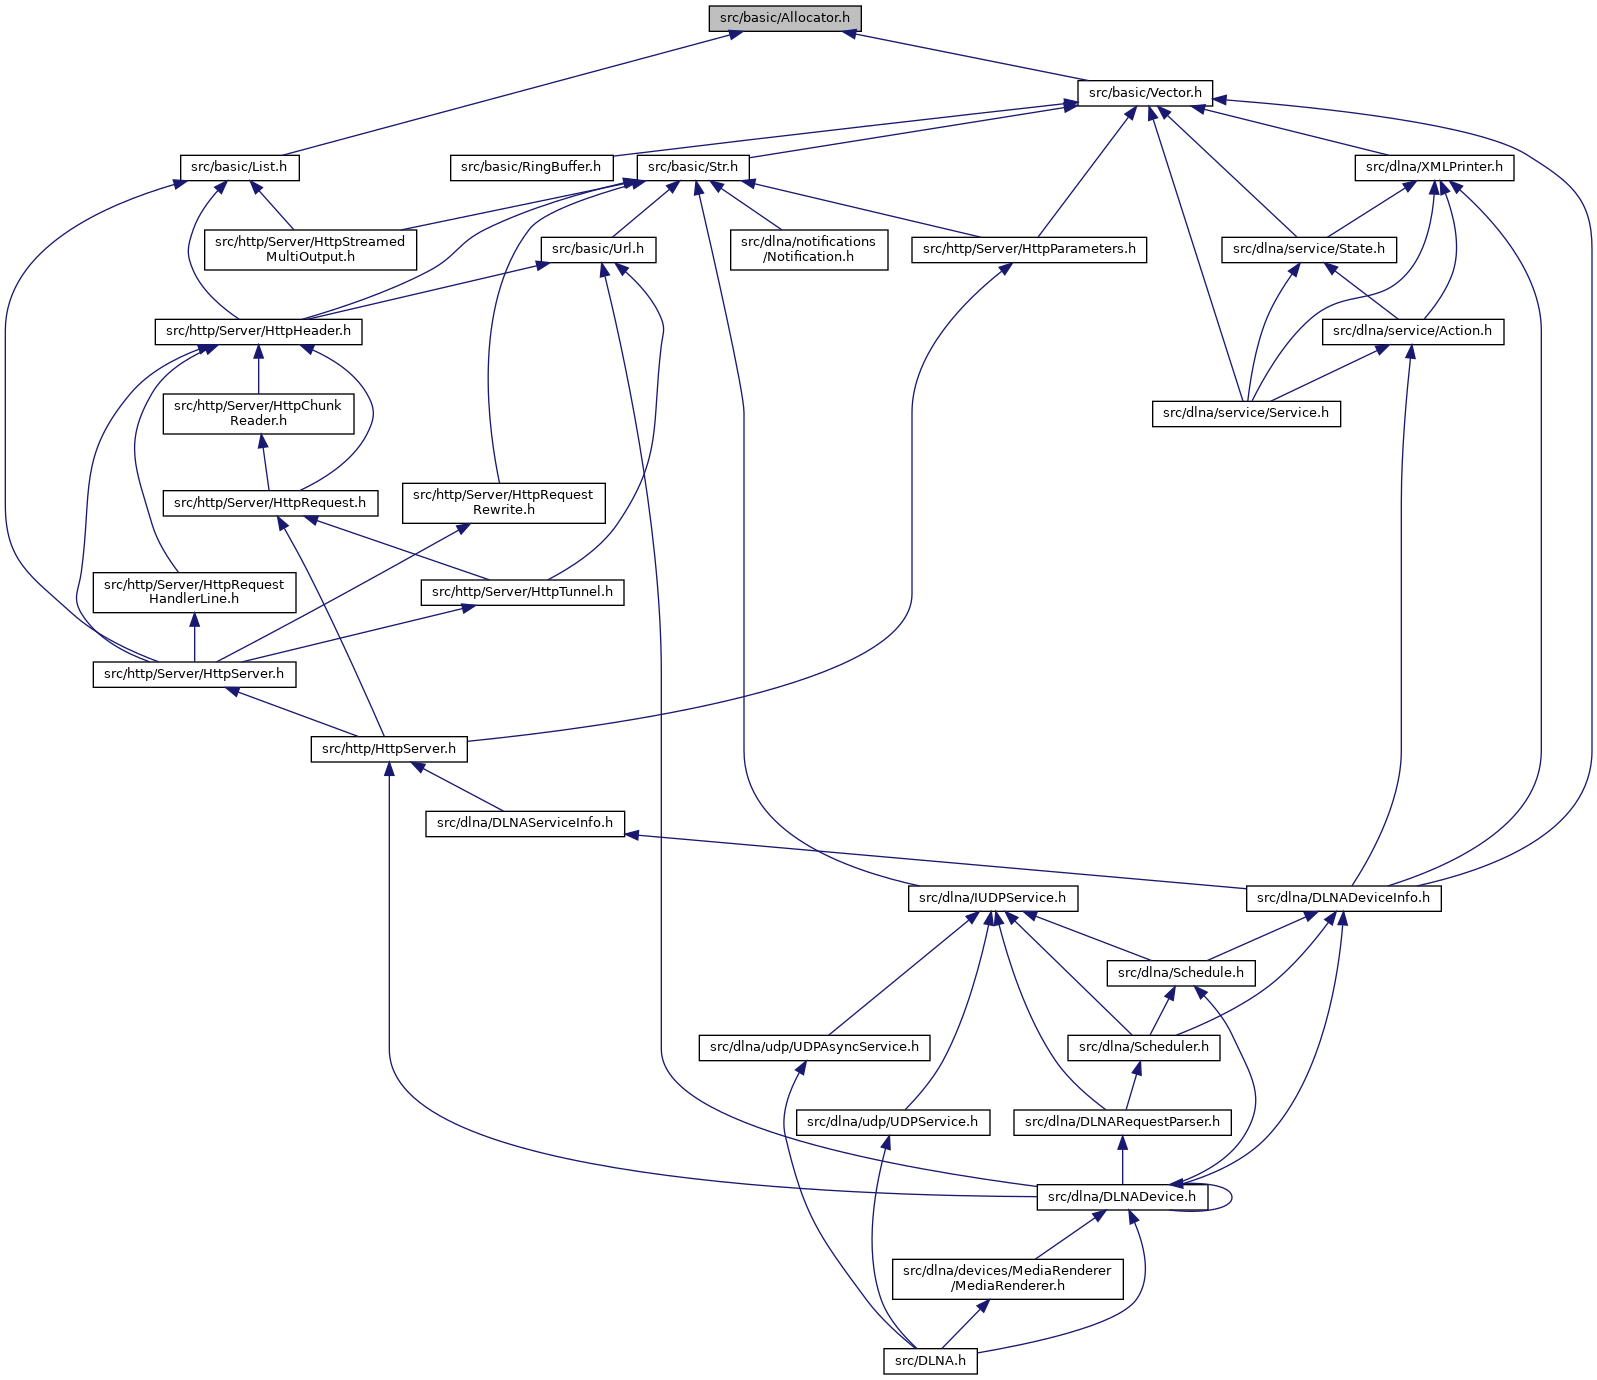 src/basic/Allocator.h
src/basic/Vector.h
src/basic/List.h
src/basic/RingBuffer.h
src/basic/Str.h
src/dlna/XMLPrinter.h
src/http/Server/HttpStreamed
MultiOutput.h
src/basic/Url.h
src/dlna/notifications
/Notification.h
src/http/Server/HttpParameters.h
src/dlna/service/State.h
src/http/Server/HttpHeader.h
src/dlna/service/Action.h
src/http/Server/HttpChunk
Reader.h
src/dlna/service/Service.h
src/http/Server/HttpRequest.h
src/http/Server/HttpRequest
Rewrite.h
src/http/Server/HttpRequest
HandlerLine.h
src/http/Server/HttpTunnel.h
src/http/Server/HttpServer.h
src/http/HttpServer.h
src/dlna/DLNAServiceInfo.h
src/dlna/IUDPService.h
src/dlna/DLNADeviceInfo.h
src/dlna/Schedule.h
src/dlna/udp/UDPAsyncService.h
src/dlna/Scheduler.h
src/dlna/udp/UDPService.h
src/dlna/DLNARequestParser.h
src/dlna/DLNADevice.h
src/dlna/devices/MediaRenderer
/MediaRenderer.h
src/DLNA.h